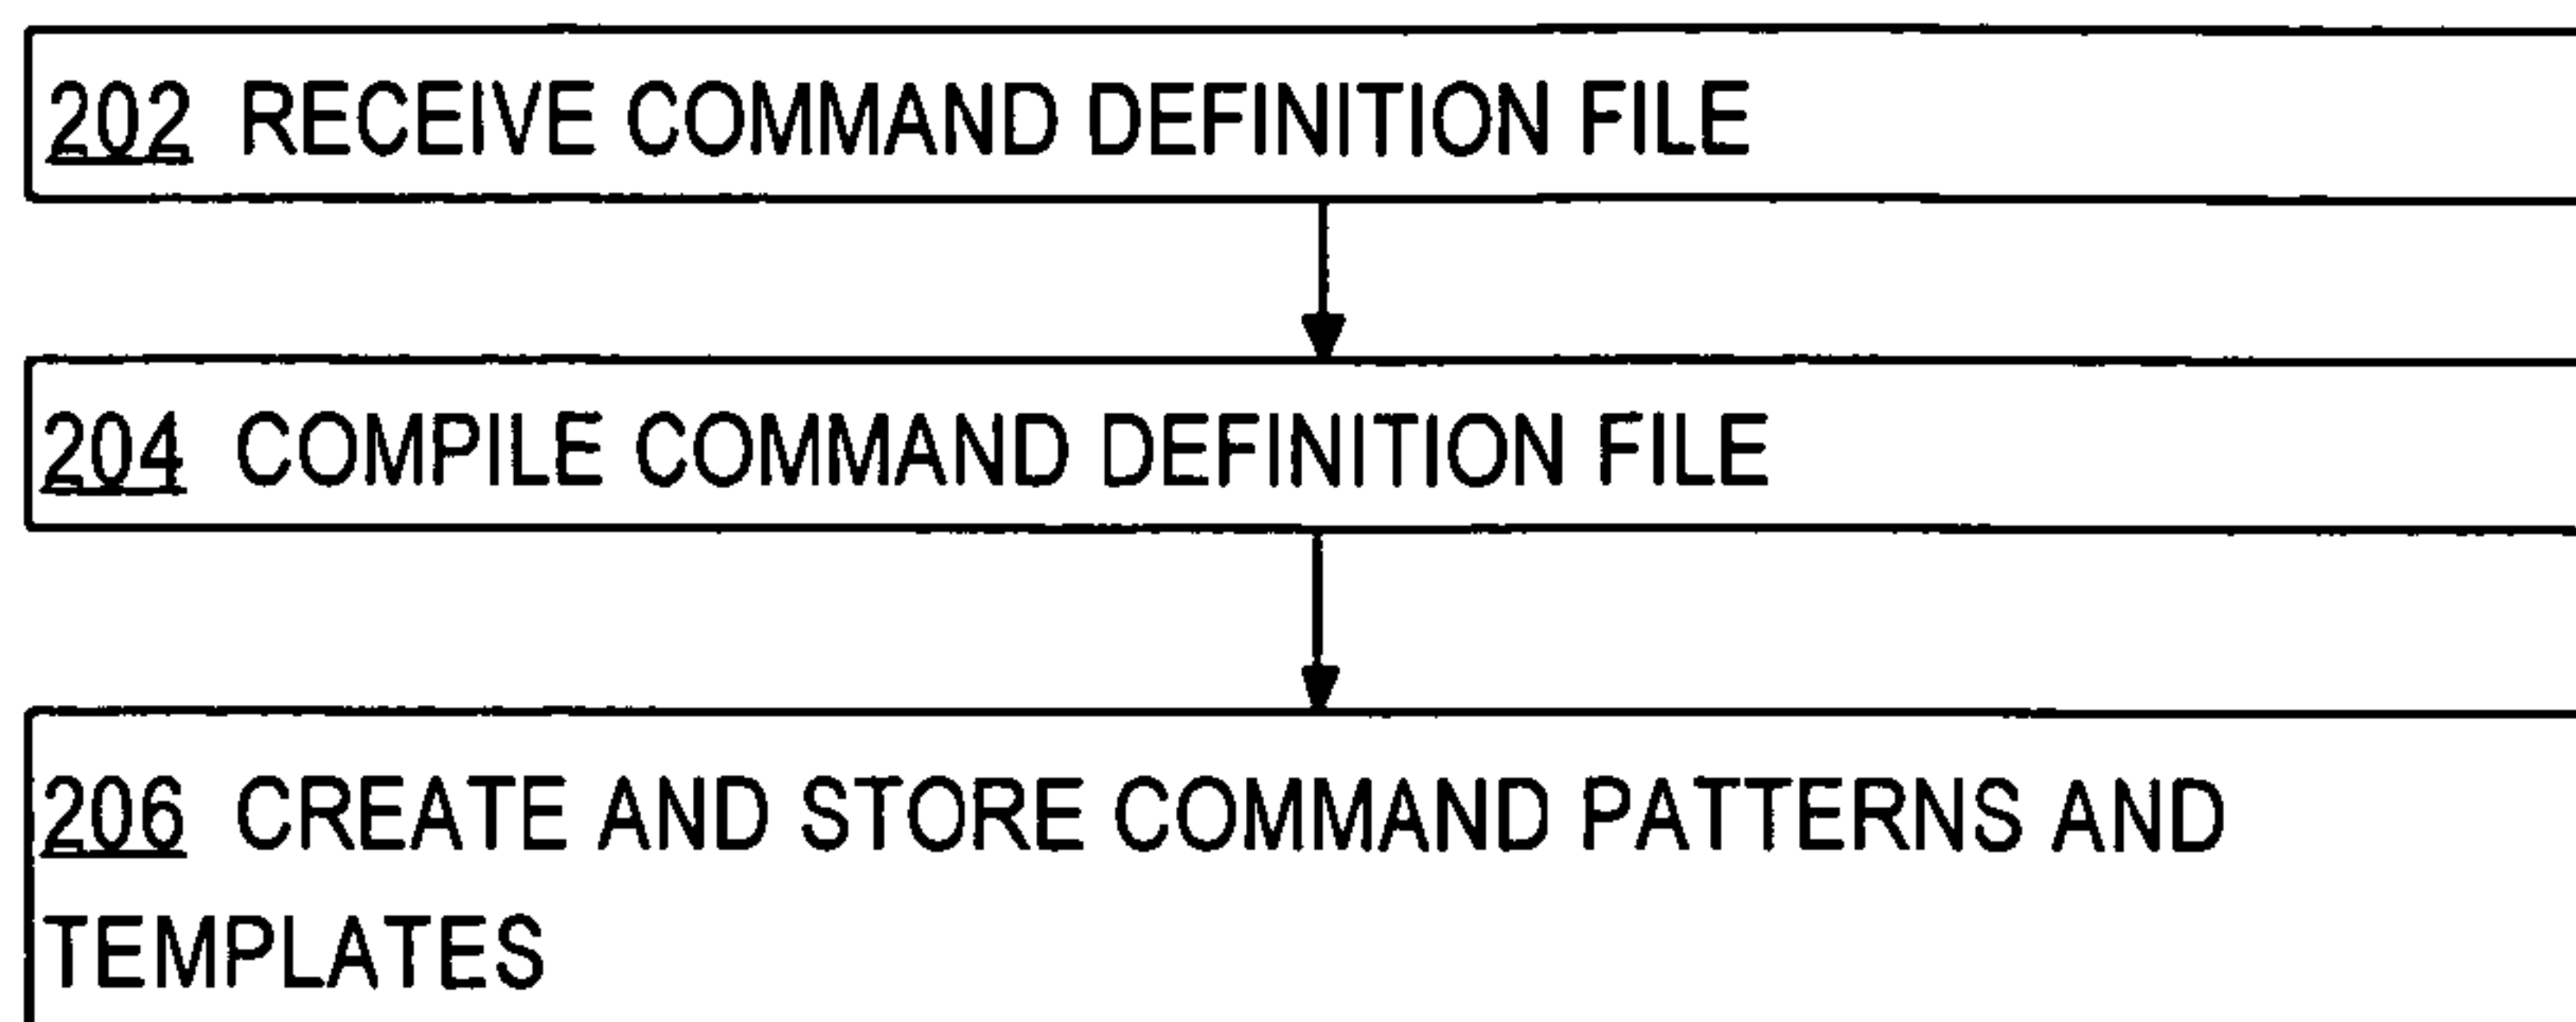 202 RECEIVE COMMAND DEFINITION FILE
204 COMPILE COMMAND DEFINITION FILE
206 CREATE AND STORE COMMAND PATTERNS AND
TEMPLATES